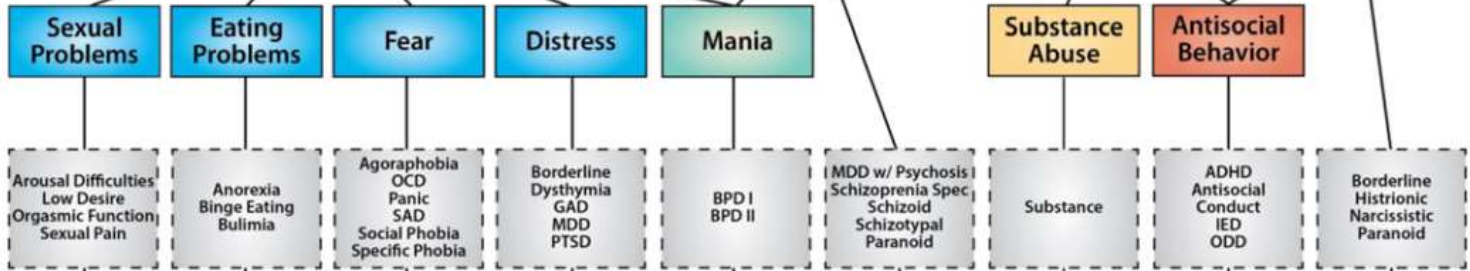 Sexual
Problems
Eating
Problems
Fear
Distress
Mania
Substance
Abuse
Antisocial
Behavior
Arousal Difficulties
Low Desire
Orgasmic Function
Sexual Pain
Anorexia
Binge Eating
Bulimia
Agoraphobia
OCD
Panic
SAD
Social Phobia
Specific Phobia
Borderline
Dysthymia
GAD
MDD
PTSD
BPD I
BPD II
MDD w/ Psychosis
Schizoprenia Spec
Schizoid
Schizotypal
Paranoid
Substance
ADHD
Antisocial
Conduct
IED
ODD
Borderline
Histrionic
Narcissistic
Paranoid